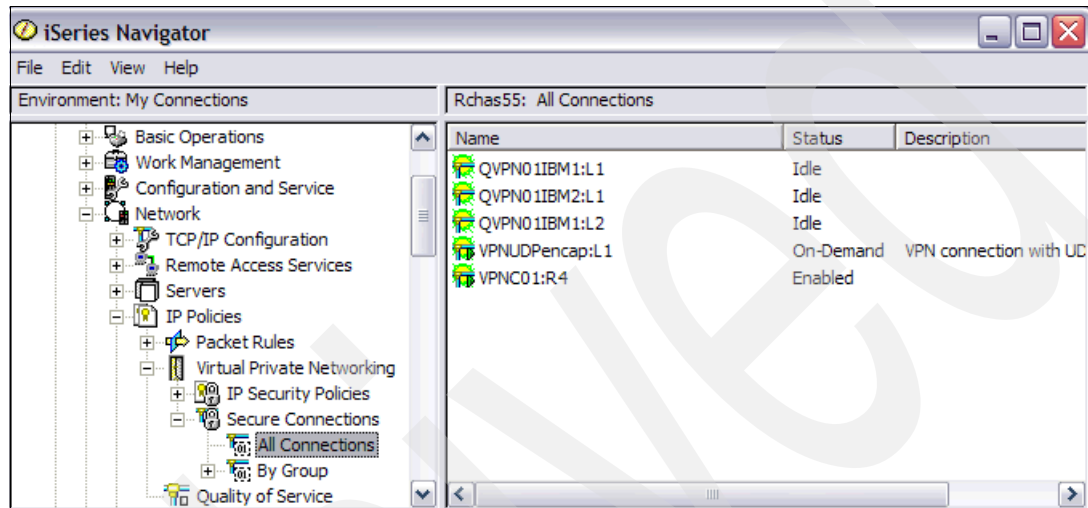 iSeries Navigator
File Edit View Help
Environment: My Connections
Rchas55: All Connections
Basic Operations
Work Management
Configuration and Service
Network
TCP/IP Configuration
Remote Access Services
Servers
IP Policies
Packet Rules
Virtual Private Networking
IP Security Policies
Secure Connections
All Connections
By Group
Quality of Service
Name Status Description
QVPN01IBM1:L1 Idle
QVPN01IBM2:L1 Idle
QVPN01IBM1:L2 Idle
VPNUDPencap:L1 On-Demand VPN connection with UD
VPNC01:R4 Enabled